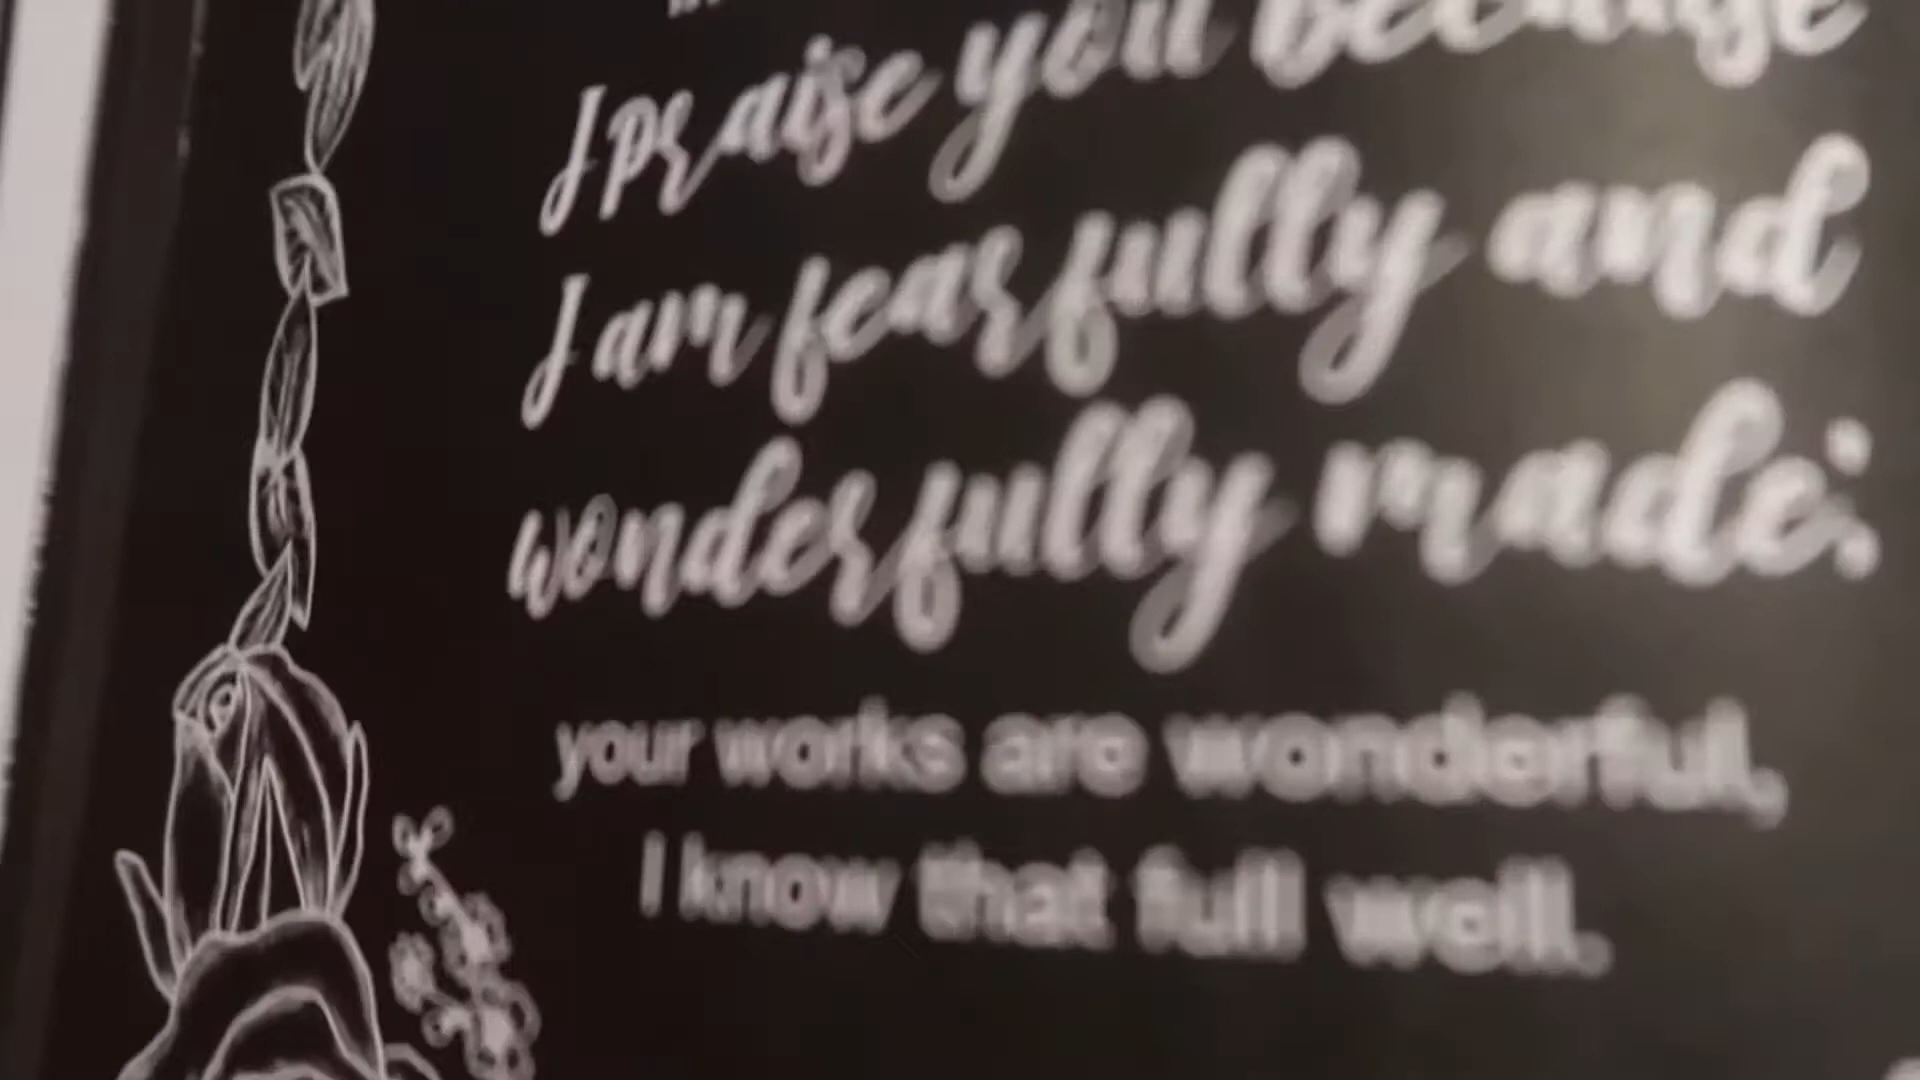 I praise you because
I am fearfully and
wonderfully made;
your works are wonderful,
I know that full well.